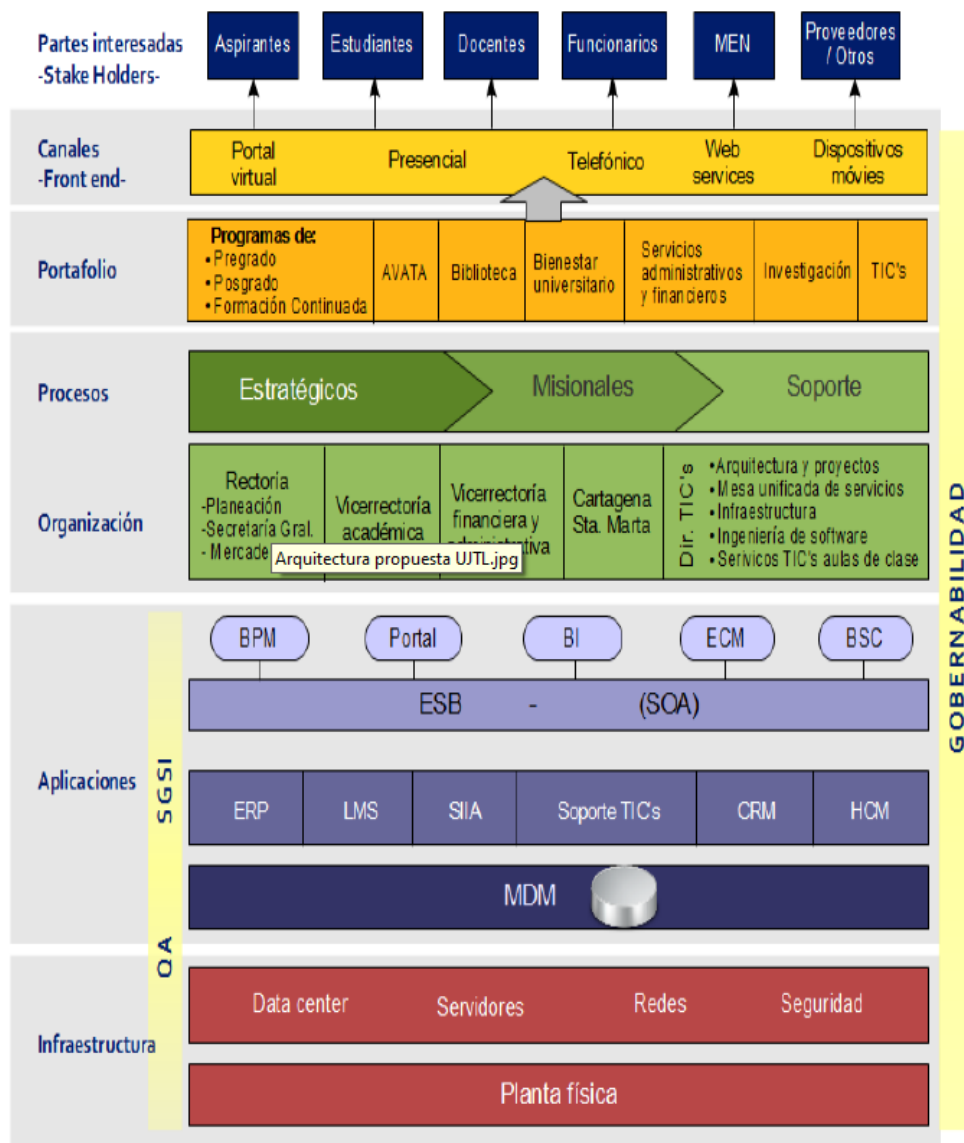 Partes interesadas
-Stake Holders-
Aspirantes
Estudiantes
Docentes
Funcionarios
MEN
Proveedores
/ Otros
Canales
-Front end-
Portal
virtual
Presencial
Telefónico
Web
services
Dispositivos
móvies
Portafolio
Programas de:
• Pregrado
• Posgrado
• Formación Continuada
AVATA
Biblioteca
Bienestar
universitario
Servicios
administrativos
y financieros
Investigación
TIC's
Procesos
Estratégicos
Misionales
Soporte
Organización
Rectoría
-Planeación
-Secretaría Gral.
- Mercade
Vicerrectoría
académica
Vicerrectoría
financiera y
Cartagena
Sta. Marta
Dir. TIC's
• Arquitectura y proyectos
• Mesa unificada de servicios
• Infraestructura
• Ingeniería de software
• Serivicos TIC's aulas de clase
Arquitectura propuesta UJTL.jpg
GOBERNABILIDAD
Aplicaciones
SGSI
QA
BPM
Portal
BI
ECM
BSC
ESB - (SOA)
ERP
LMS
SIIA
Soporte TIC's
CRM
HCM
MDM
Infraestructura
Data center
Servidores
Redes
Seguridad
Planta física